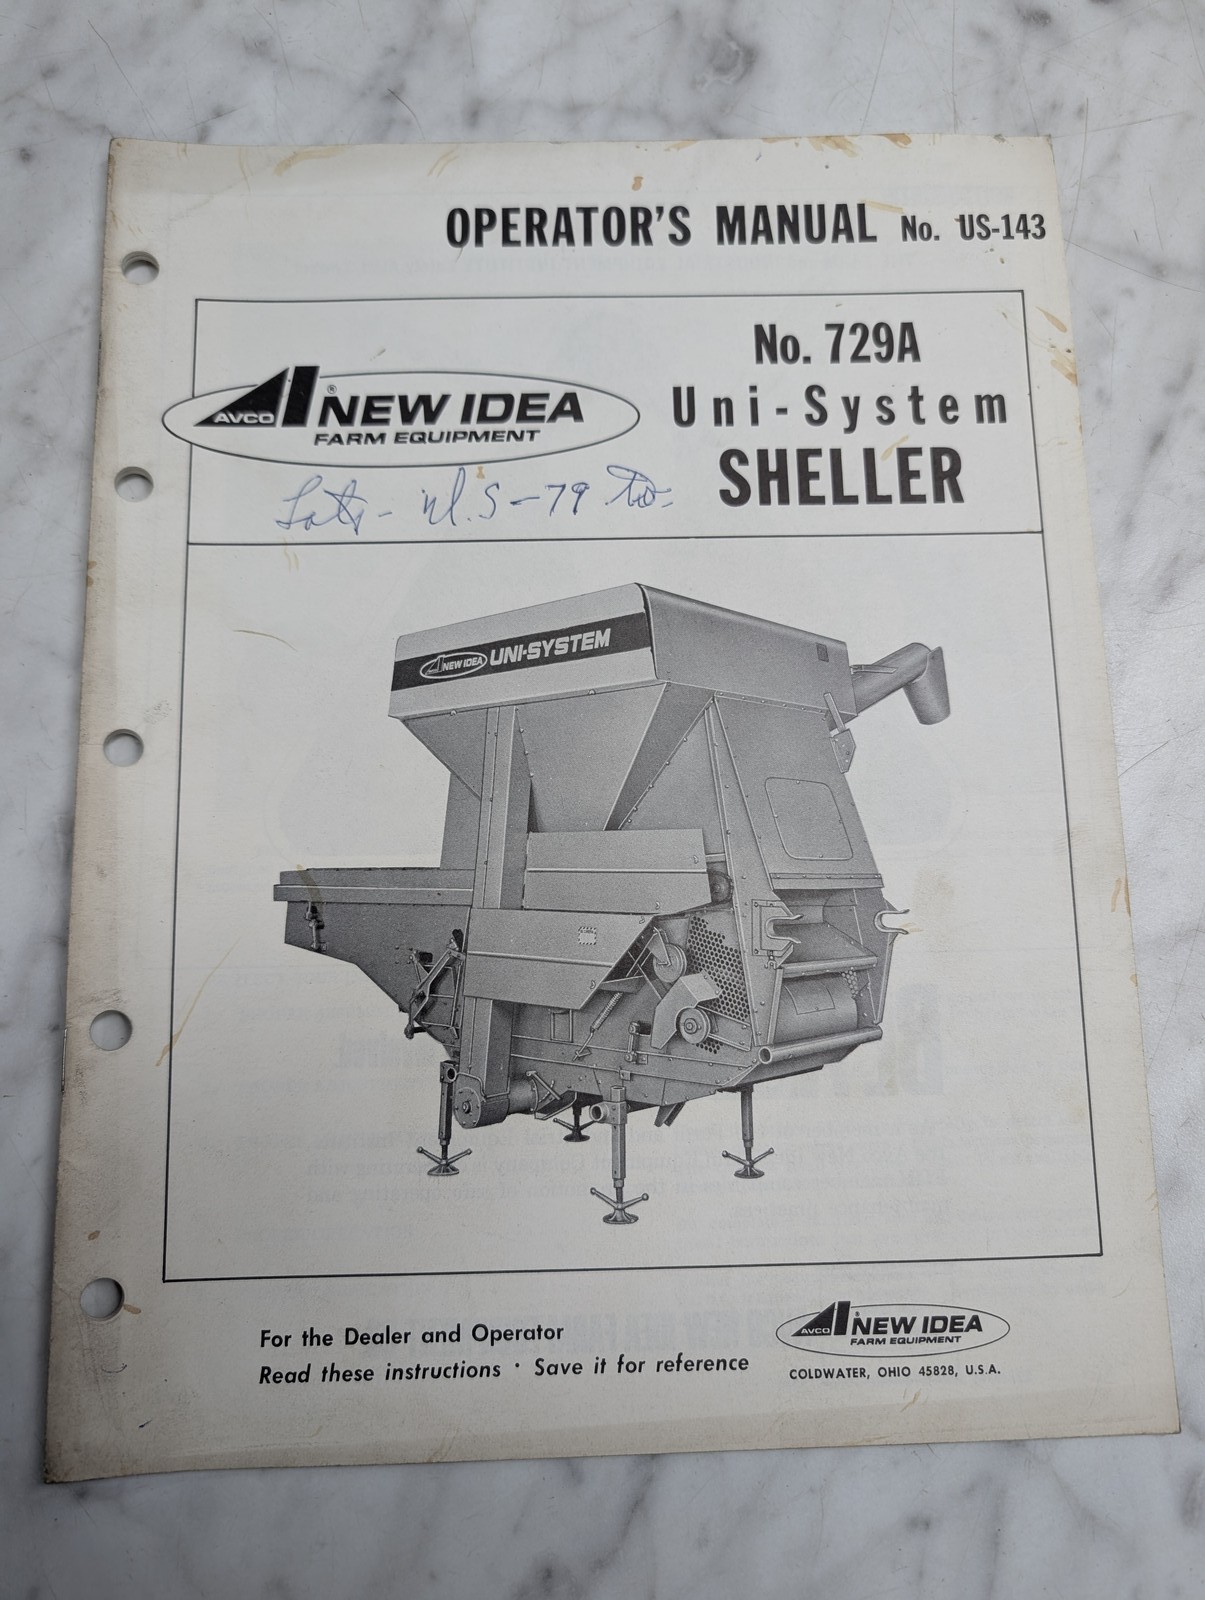 OPERATOR'S MANUAL No. US-143
No. 729A
Uni-System
SHELLER
AVCO NEW IDEA ®
FARM EQUIPMENT
S-79
NEW IDEA UNI-SYSTEM
For the Dealer and Operator
Read these instructions · Save it for reference
AVCO NEW IDEA ®
FARM EQUIPMENT
COLDWATER, OHIO 45828, U.S.A.